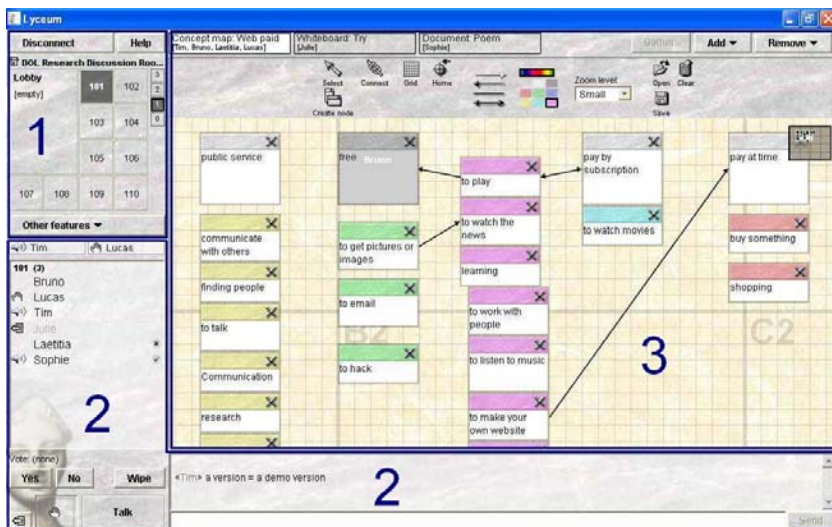 Lyceum
Disconnect
Help
DOL Research Discussion Roo...
Lobby
[empty]
101
102
3
2
1
0
103
104
105
106
107
108
109
110
1
Other features
Concept map: Web paid
[Tim, Bruno, Laetitia, Lucas]
Whiteboard: Try
[Julie]
Document: Poem
[Sophie]
Gather
Add
Remove
Select
Connect
Grid
Home
Create node
Zoom level:
Small
Open
Clear
Save
public service
free
Bruno
to play
pay by
subscription
pay at time
communicate
with others
finding people
to talk
Communication
research
to get pictures or
images
to email
to hack
to watch the
news
learning
to work with
people
to listen to music
to make your
own website
to watch movies
buy something
shopping
B2
C2
3
Tim
Lucas
101 (3)
Bruno
Lucas
Tim
Julie
Laetitia
Sophie
2
Vote: (none)
Yes
No
Wipe
Talk
<Tim> a version = a demo version
2
Send